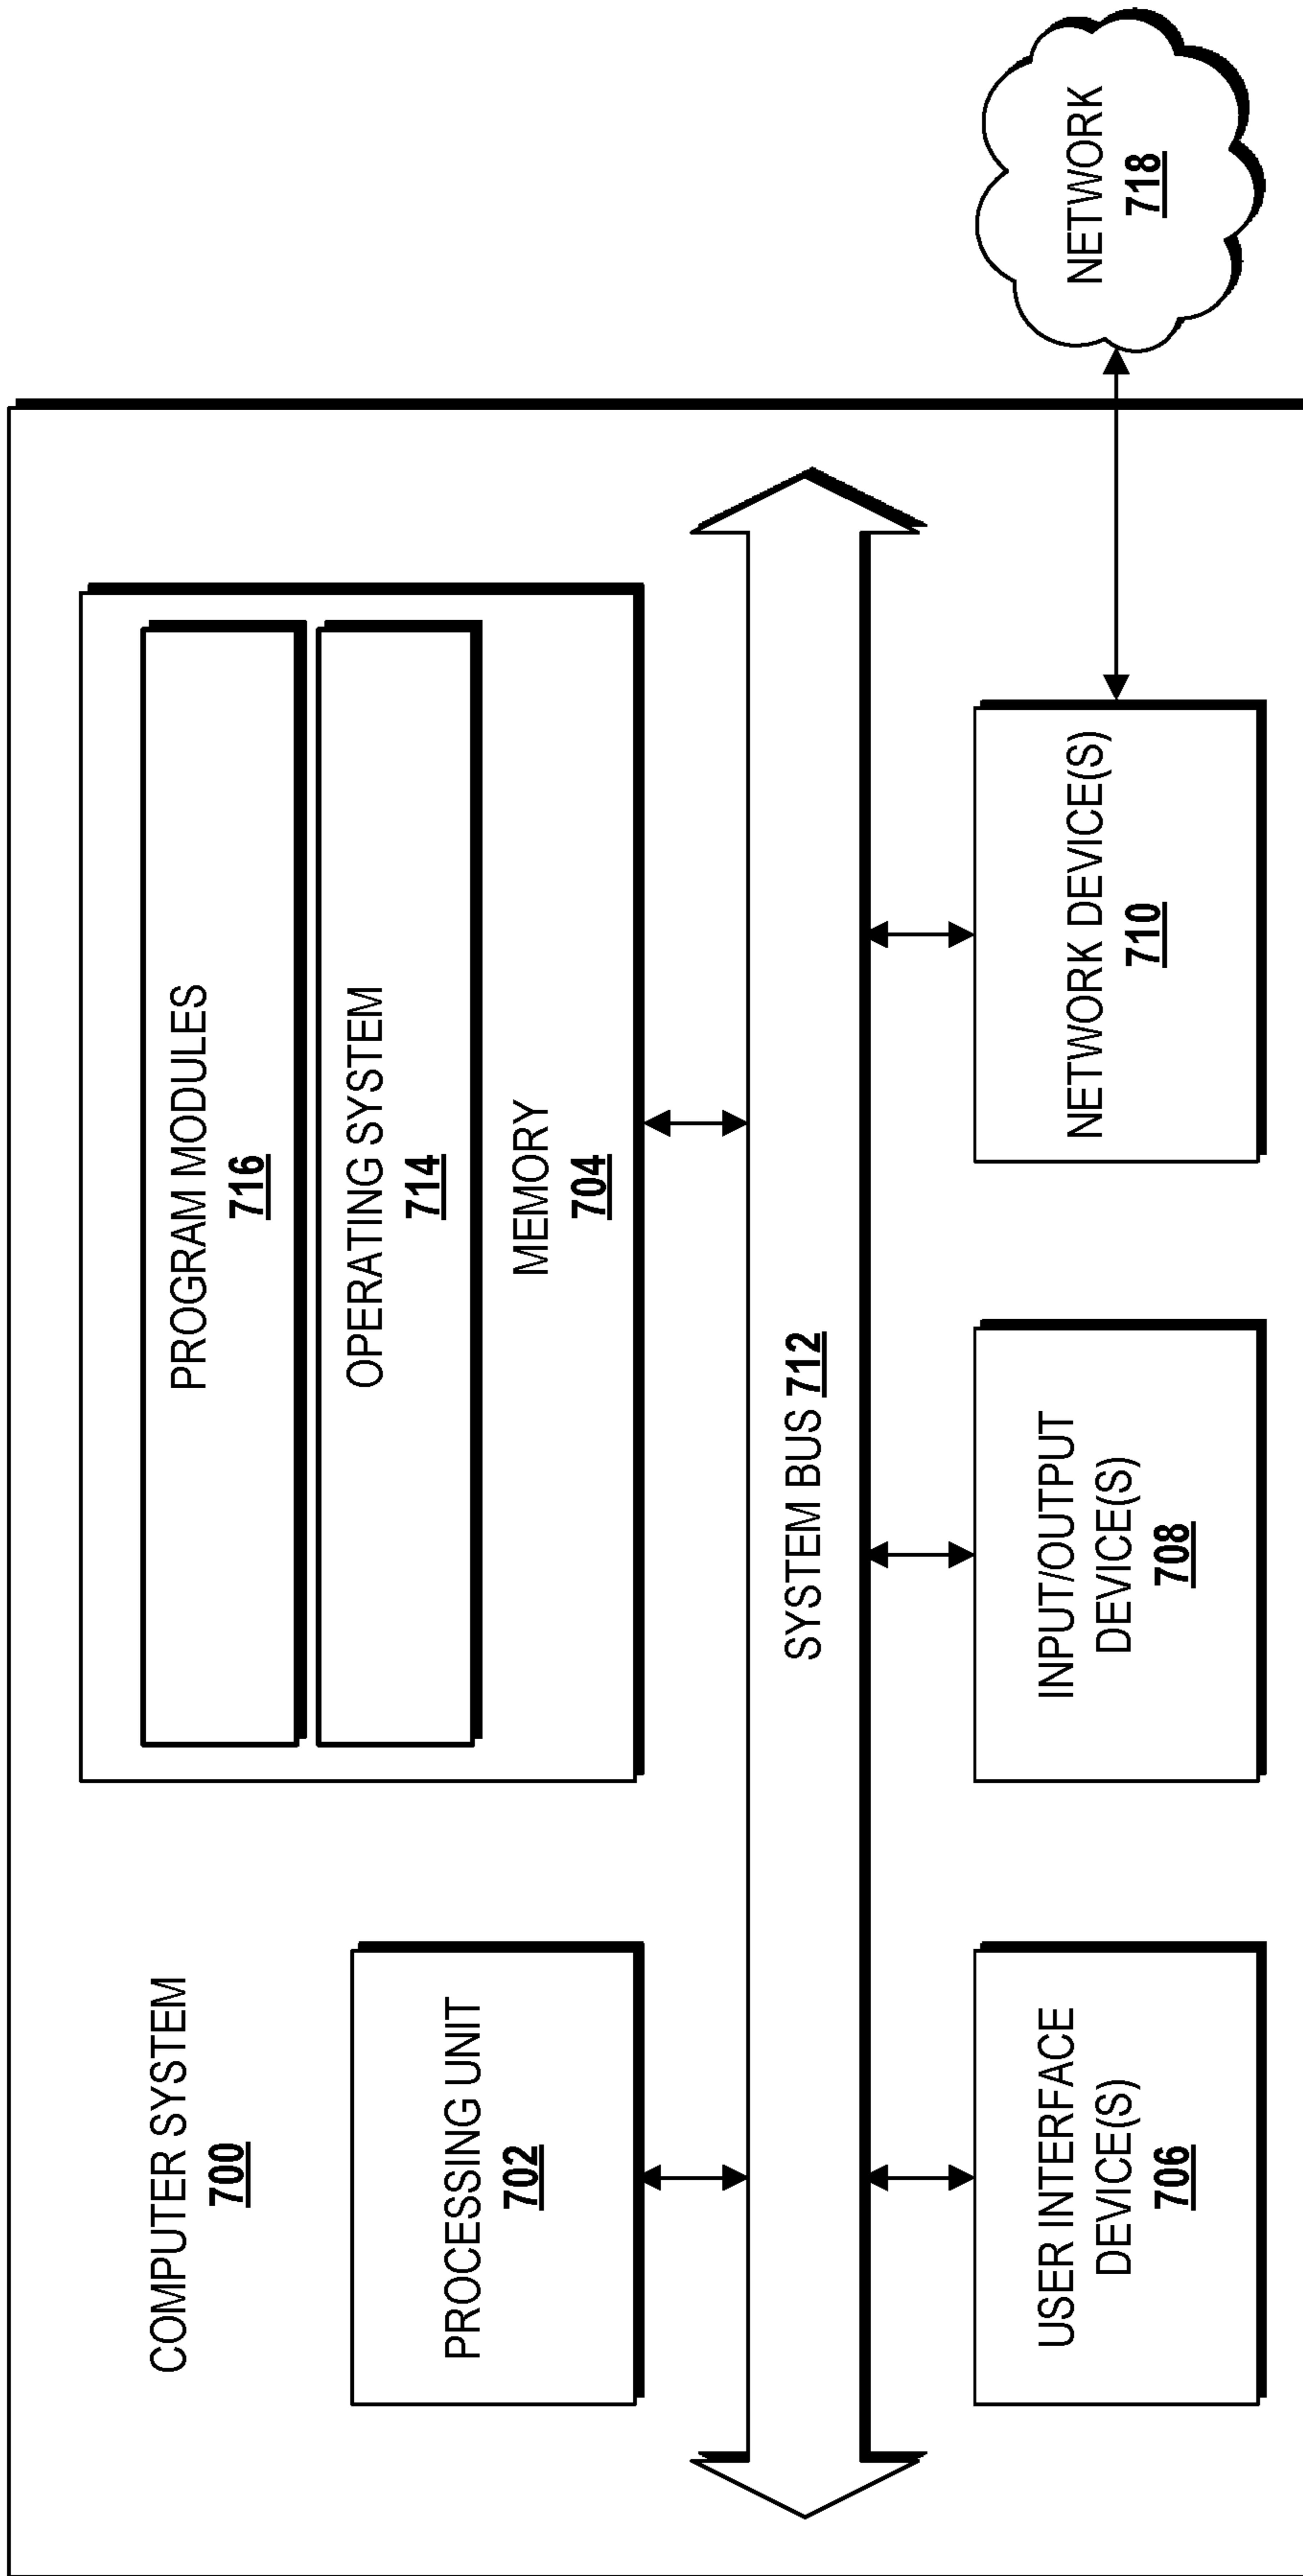 COMPUTER SYSTEM
700
PROCESSING UNIT
702
PROGRAM MODULES
716
OPERATING SYSTEM
714
MEMORY
704
SYSTEM BUS 712
USER INTERFACE
DEVICE(S)
706
INPUT/OUTPUT
DEVICE(S)
708
NETWORK DEVICE(S)
710
NETWORK
718